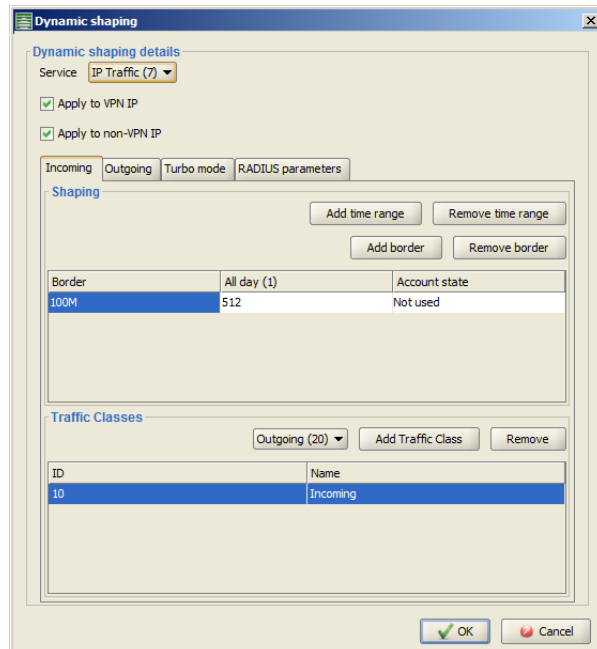 Dynamic shaping
Dynamic shaping details
Service IP Traffic (7)
Apply to VPN IP
Apply to non-VPN IP
Incoming Outgoing Turbo mode RADIUS parameters
Shaping
Add time range Remove time range
Add border Remove border
Border All day (1) Account state
100M 512 Not used
Traffic Classes
Outgoing (20) Add Traffic Class Remove
ID Name
10 Incoming
OK Cancel